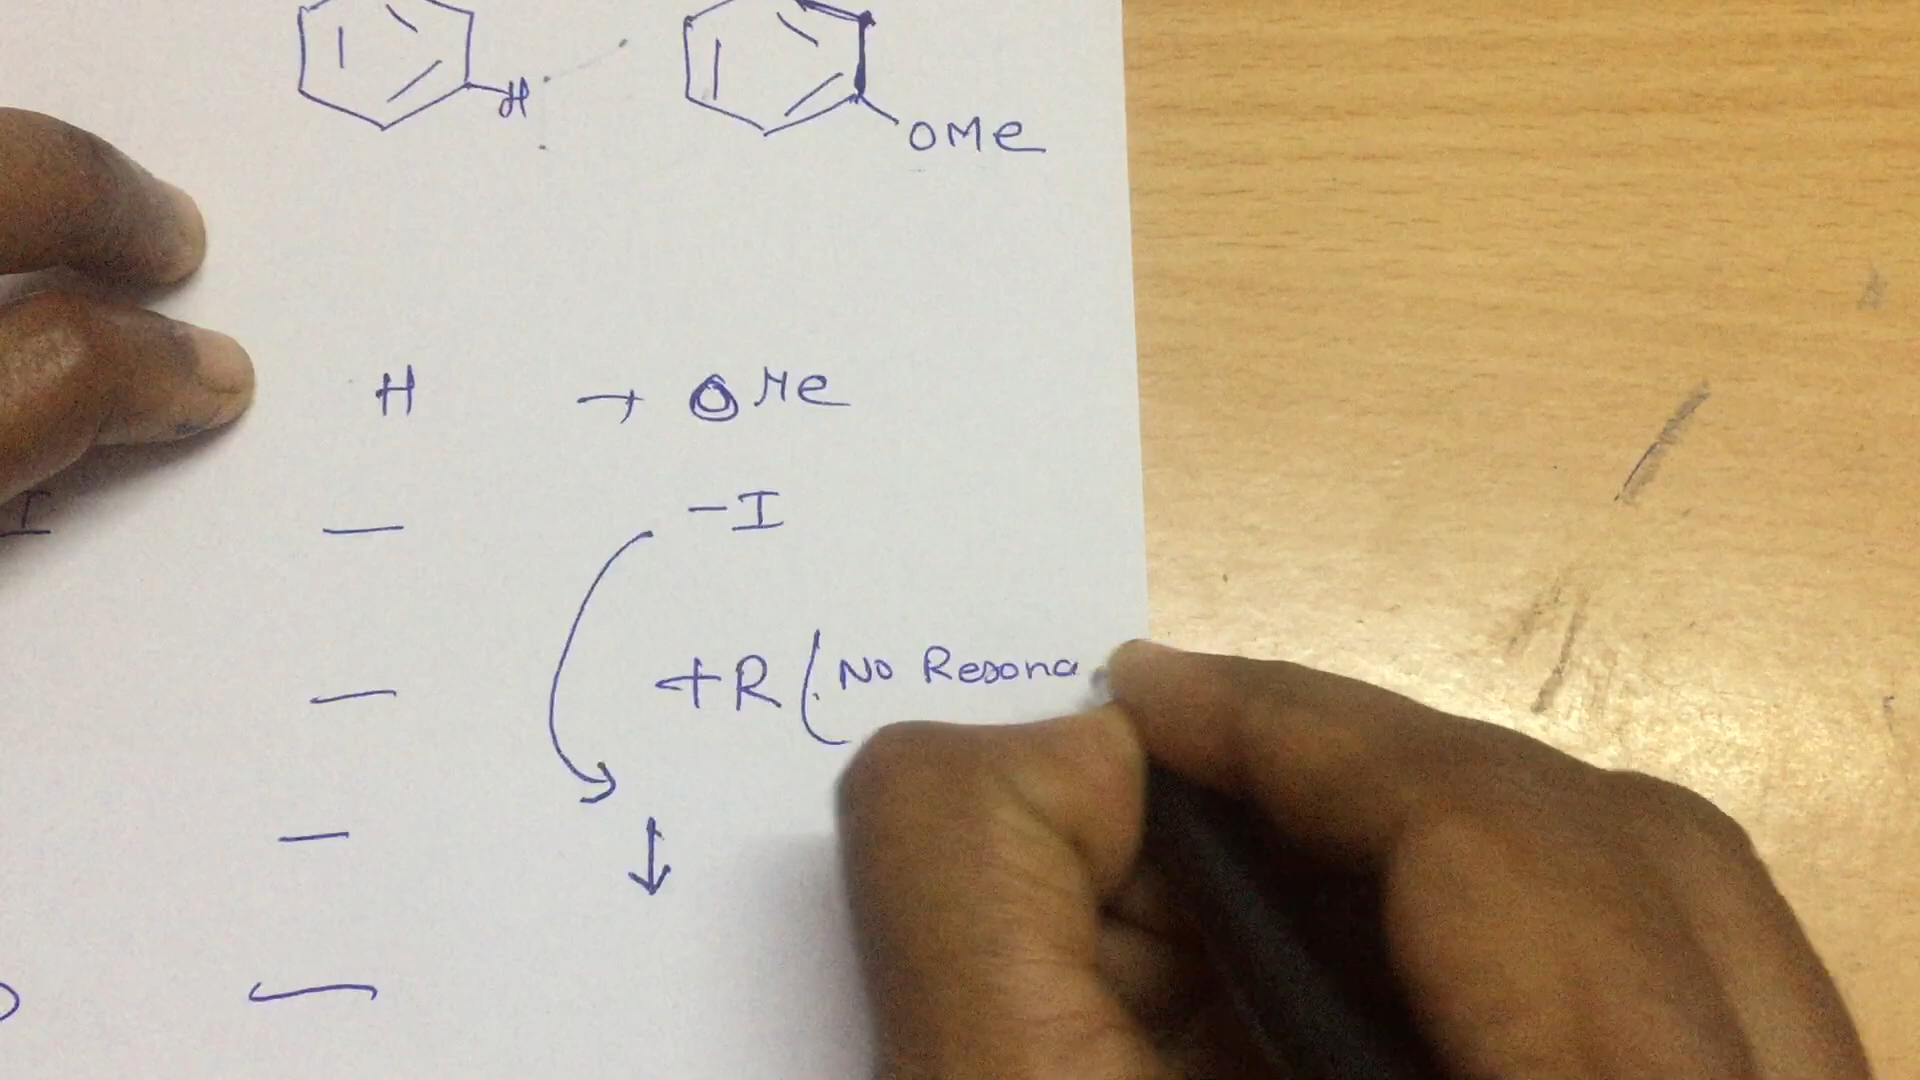 H
OMe
H → OMe
I — -I
— +R (No Resona
— ↓